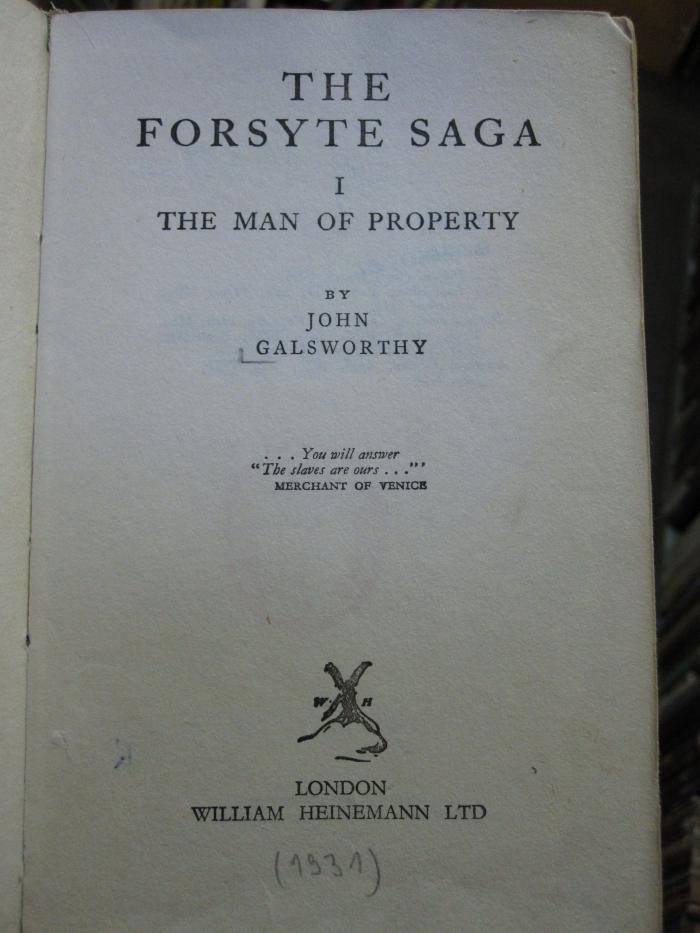 THE
FORSYTE SAGA
I
THE MAN OF PROPERTY
BY
JOHN
GALSWORTHY
. . . You will answer
“The slaves are ours . . .”’
MERCHANT OF VENICE
W · H
LONDON
WILLIAM HEINEMANN LTD
(1931)